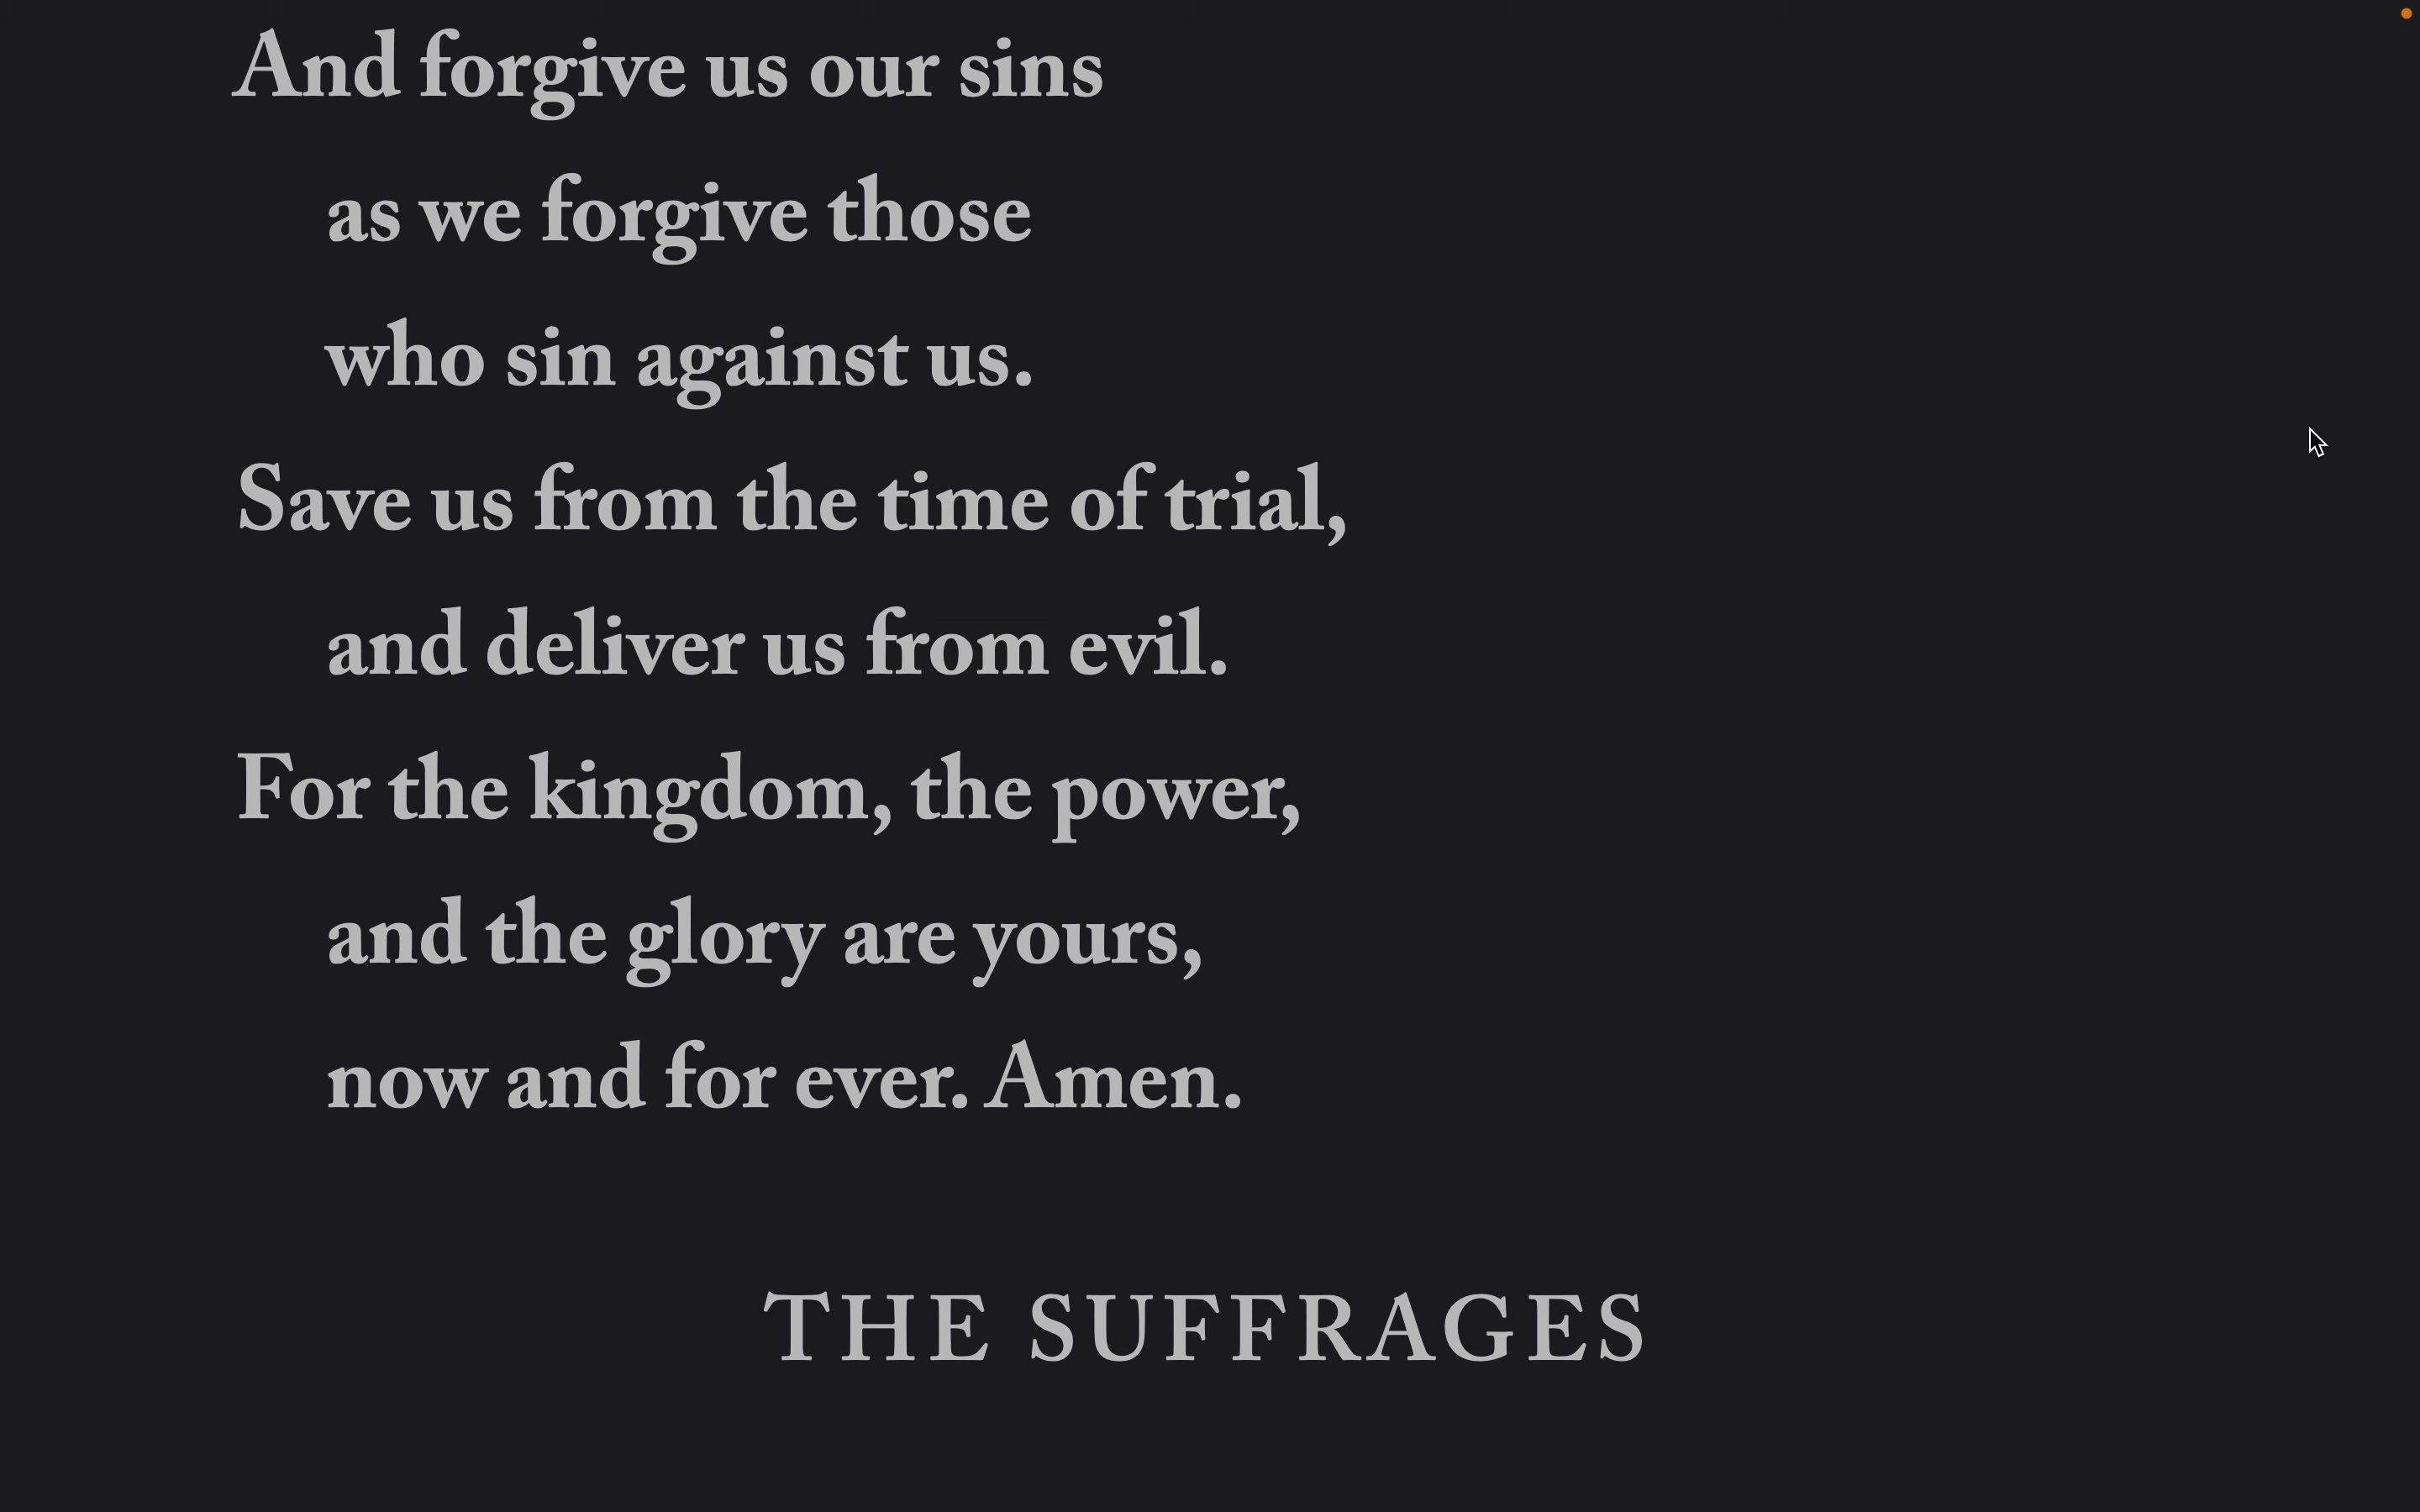 And forgive us our sins
as we forgive those
who sin against us.
Save us from the time of trial,
and deliver us from evil.
For the kingdom, the power,
and the glory are yours,
now and for ever. Amen.
THE SUFFRAGES